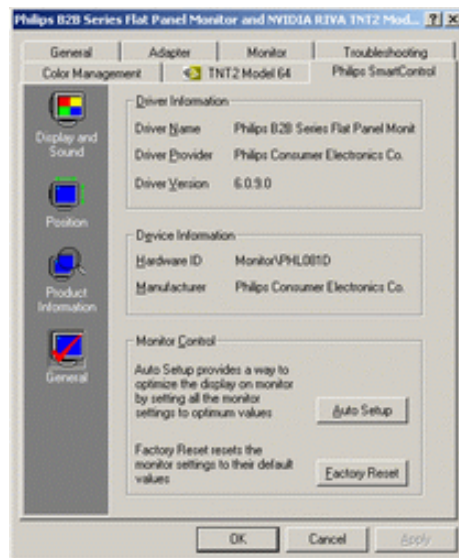 Philips B2B Series Flat Panel Monitor and NVIDIA RIVA TNT2 Mod...
General Adapter Monitor Troubleshooting
Color Management TNT2 Model 64 Philips SmartControl
Display and
Sound
Position
Product
Information
General
Driver Information
Driver Name Philips B2B Series Flat Panel Monit
Driver Provider Philips Consumer Electronics Co.
Driver Version 6.0.9.0
Device Information
Hardware ID Monitor\PHL081D
Manufacturer Philips Consumer Electronics Co.
Monitor Control
Auto Setup provides a way to
optimize the display on monitor
by setting all the monitor
settings to optimum values
Auto Setup
Factory Reset resets the
monitor settings to their default
values
Factory Reset
OK Cancel Apply